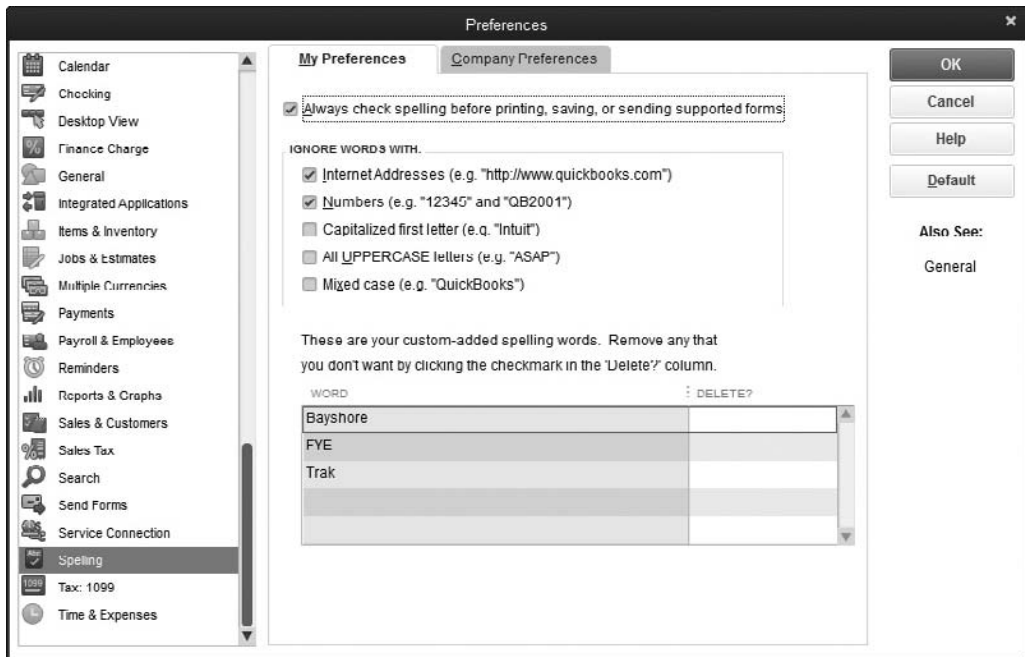 Preferences
Calendar
Checking
Desktop View
Finance Charge
General
Integrated Applications
Items & Inventory
Jobs & Estimates
Multiple Currencies
Payments
Payroll & Employees
Reminders
Reports & Graphs
Sales & Customers
Sales Tax
Search
Send Forms
Service Connection
Spelling
Tax: 1099
Time & Expenses
My Preferences
Company Preferences
Always check spelling before printing, saving, or sending supported forms
IGNORE WORDS WITH.
Internet Addresses (e.g. "http://www.quickbooks.com")
Numbers (e.g. "12345" and "QB2001")
Capitalized first letter (e.g. "Intuit")
All UPPERCASE letters (e.g. "ASAP")
Mixed case (e.g. "QuickBooks")
These are your custom-added spelling words. Remove any that
you don't want by clicking the checkmark in the 'Delete?' column.
WORD DELETE?
Bayshore
FYE
Trak
OK
Cancel
Help
Default
Also See:
General